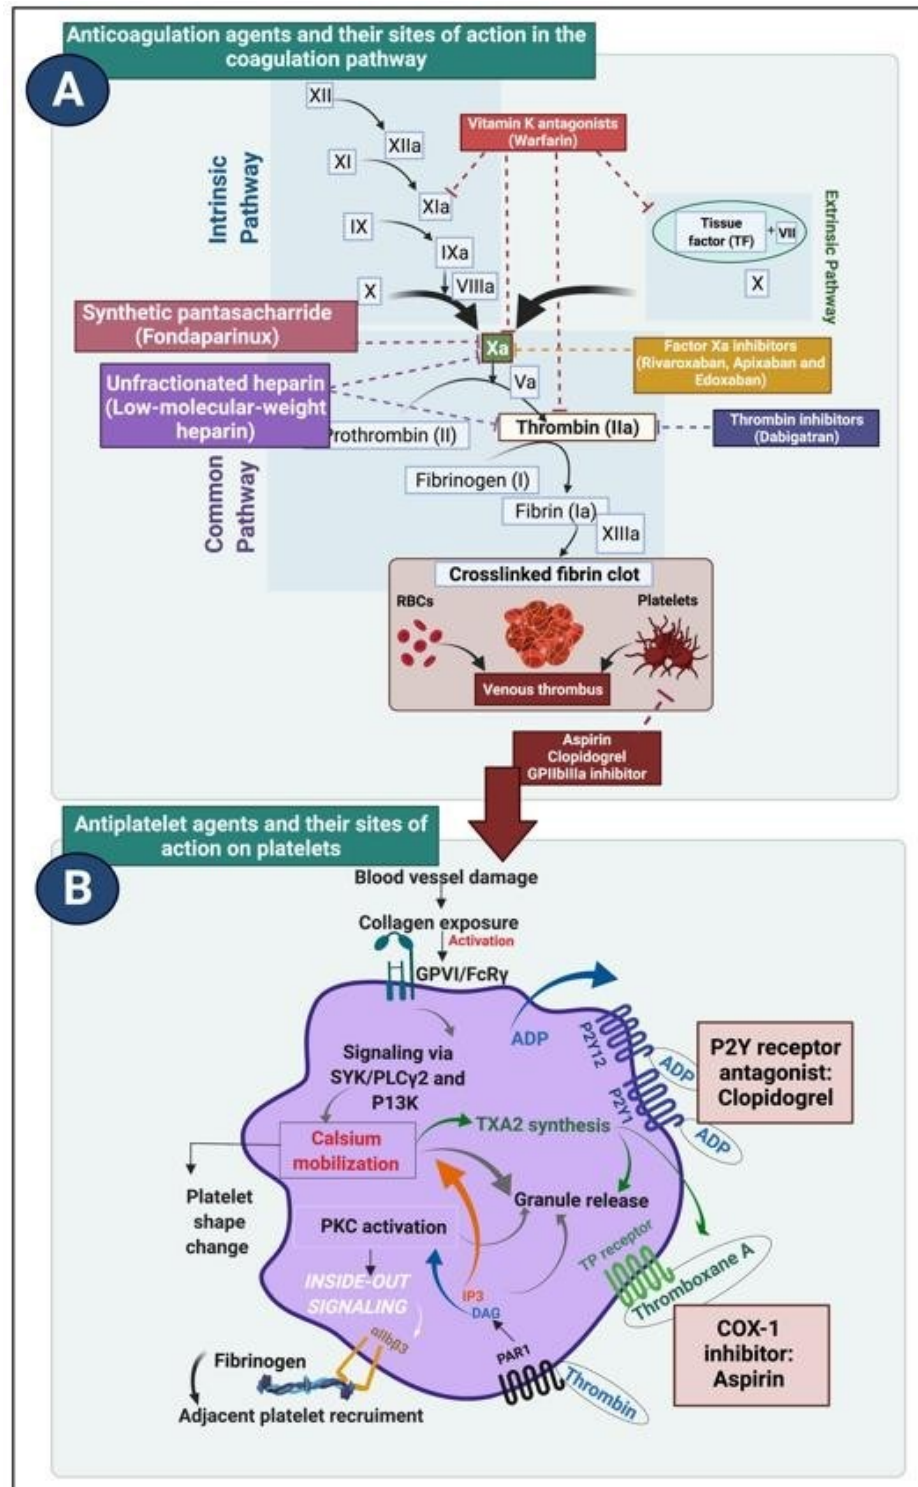 Anticoagulation agents and their sites of action in the
coagulation pathway
A
XII
XIIa
XI
XIa
IX
IXa
VIIIa
X
Intrinsic
Pathway
Vitamin K antagonists
(Warfarin)
Tissue
factor (TF)
+
VII
X
Extrinsic Pathway
Synthetic pantasacharride
(Fondaparinux)
Xa
Factor Xa inhibitors
(Rivaroxaban, Apixaban and
Edoxaban)
Unfractionated heparin
(Low-molecular-weight
heparin)
Va
Prothrombin (II)
Thrombin (IIa)
Thrombin inhibitors
(Dabigatran)
Common
Pathway
Fibrinogen (I)
Fibrin (Ia)
XIIIa
Crosslinked fibrin clot
RBCs
Platelets
Venous thrombus
Aspirin
Clopidogrel
GPIIbIIIa inhibitor
Antiplatelet agents and their sites of
action on platelets
B
Blood vessel damage
Collagen exposure
Activation
GPVI/FcRγ
ADP
P2Y12
ADP
P2Y1
ADP
P2Y receptor
antagonist:
Clopidogrel
Signaling via
SYK/PLCγ2 and
P13K
TXA2 synthesis
Calsium
mobilization
Platelet
shape
change
Granule release
PKC activation
TP receptor
Thromboxane A
INSIDE-OUT
SIGNALING
IP3
DAG
COX-1
inhibitor:
Aspirin
αIIbβ3
PAR1
Thrombin
Fibrinogen
Adjacent platelet recruiment